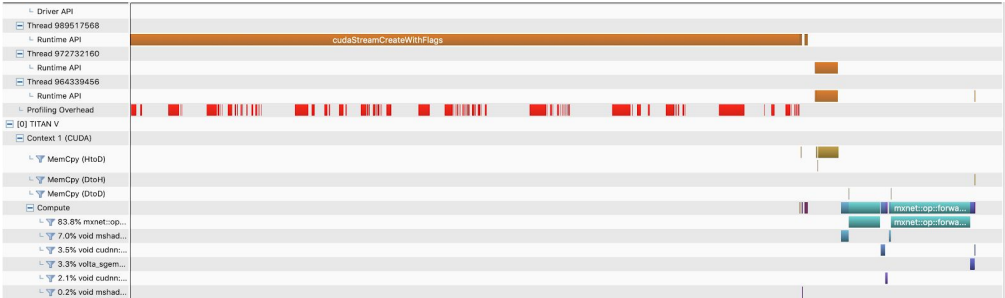 Driver API
Thread 989517568
Runtime API
cudaStreamCreateWithFlags
Thread 972732160
Runtime API
Thread 964339456
Runtime API
Profiling Overhead
[0] TITAN V
Context 1 (CUDA)
MemCpy (HtoD)
MemCpy (DtoH)
MemCpy (DtoD)
Compute
mxnet::op::forwa...
83.8% mxnet::op...
mxnet::op::forwa...
7.0% void mshad...
3.5% void cudnn:...
3.3% volta_sgem...
2.1% void cudnn:...
0.2% void mshad...